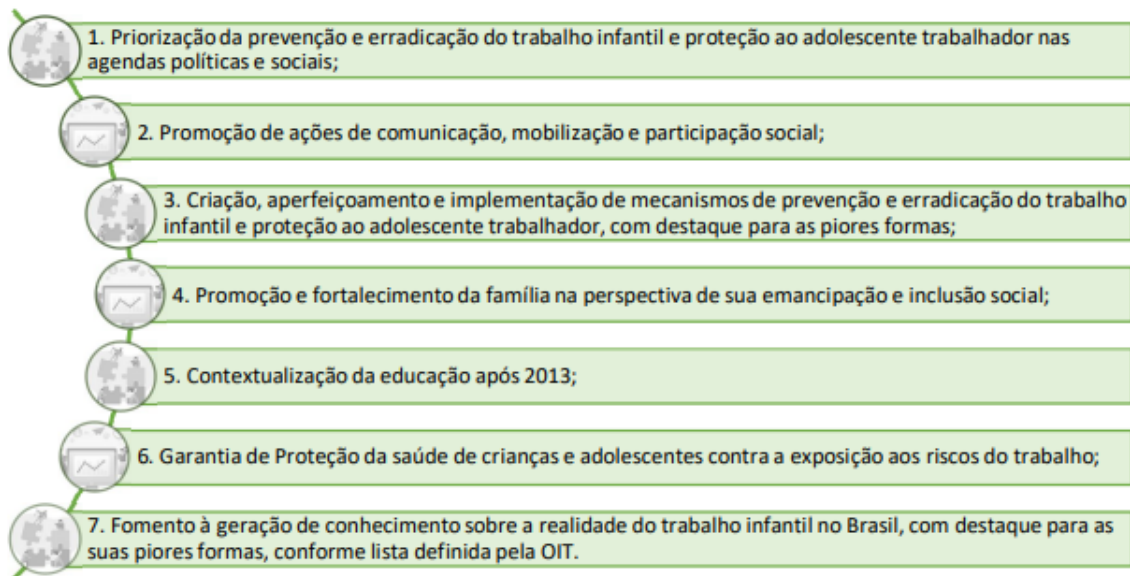 1. Priorização da prevenção e erradicação do trabalho infantil e proteção ao adolescente trabalhador nas
agendas políticas e sociais;
2. Promoção de ações de comunicação, mobilização e participação social;
3. Criação, aperfeiçoamento e implementação de mecanismos de prevenção e erradicação do trabalho
infantil e proteção ao adolescente trabalhador, com destaque para as piores formas;
4. Promoção e fortalecimento da família na perspectiva de sua emancipação e inclusão social;
5. Contextualização da educação após 2013;
6. Garantia de Proteção da saúde de crianças e adolescentes contra a exposição aos riscos do trabalho;
7. Fomento à geração de conhecimento sobre a realidade do trabalho infantil no Brasil, com destaque para as
suas piores formas, conforme lista definida pela OIT.